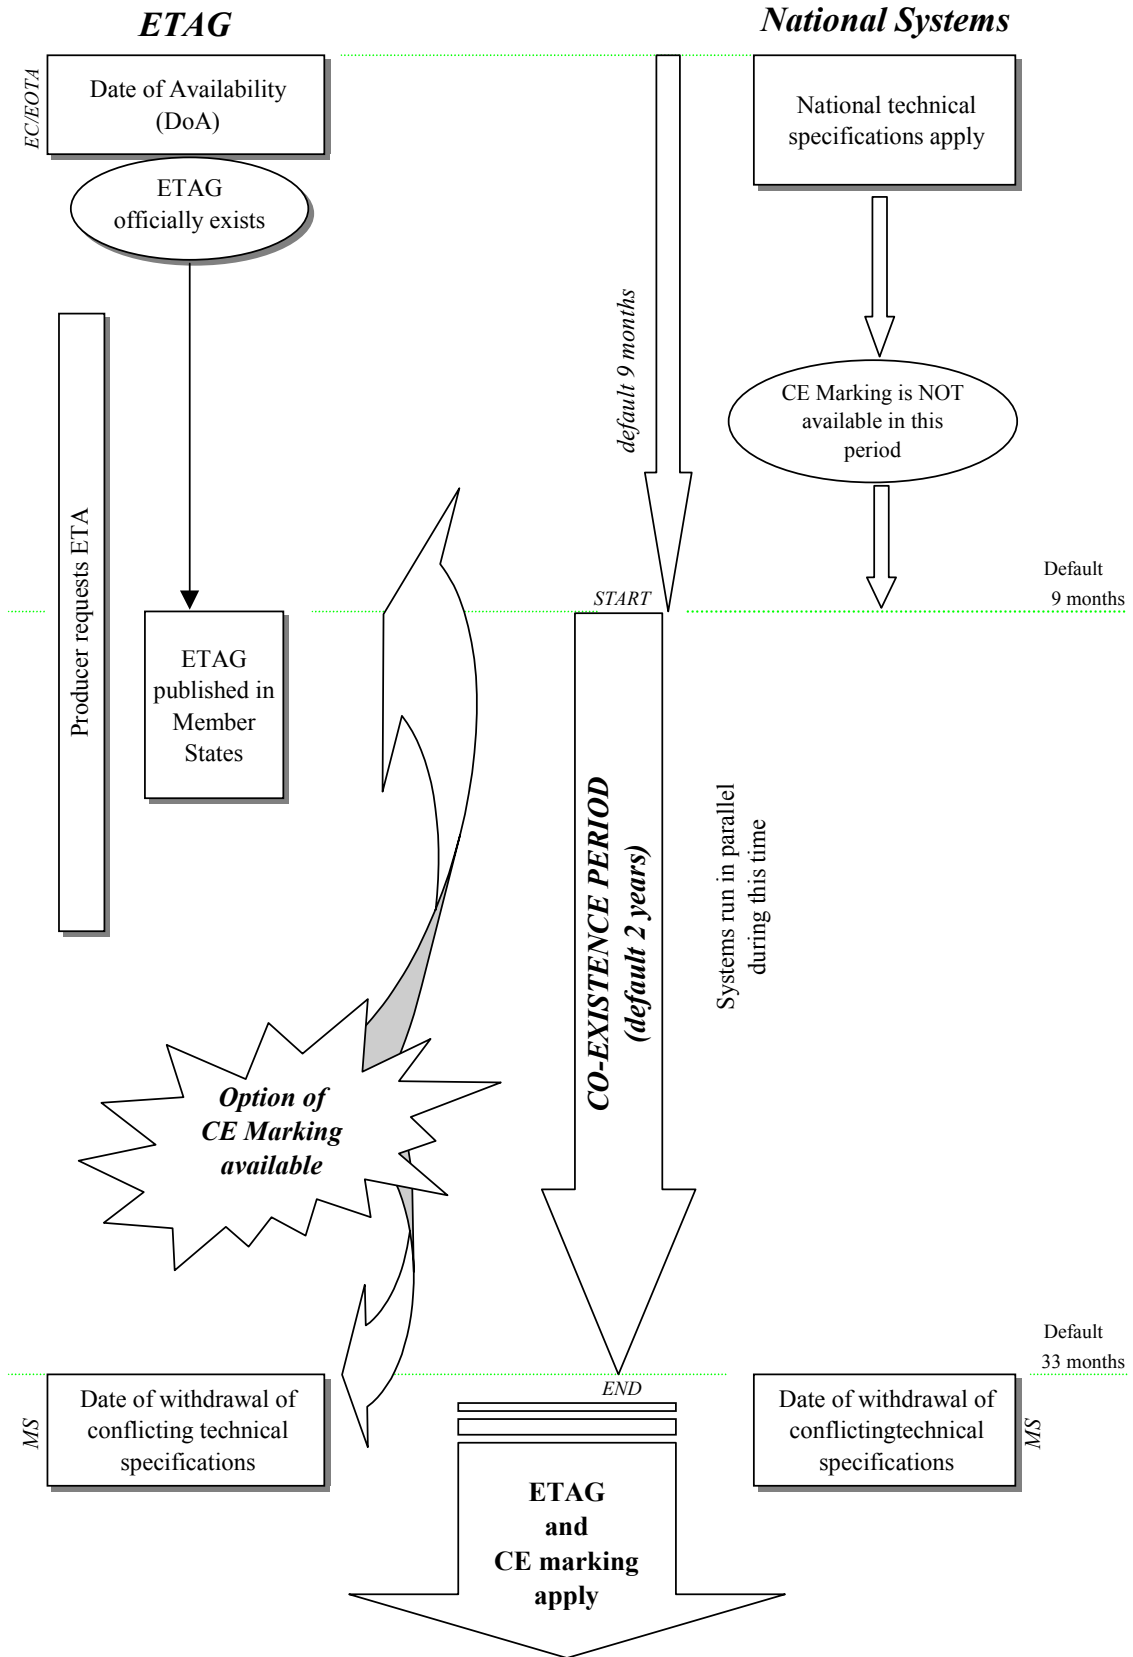 ETAG
National Systems
EC/EOTA
Date of Availability
(DoA)
National technical
specifications apply
ETAG
officially exists
default 9 months
CE Marking is NOT
available in this
period
Producer requests ETA
START
Default
9 months
ETAG
published in
Member
States
CO-EXISTENCE PERIOD
(default 2 years)
Systems run in parallel
during this time
Option of
CE Marking
available
Default
33 months
END
MS
Date of withdrawal of
conflicting technical
specifications
Date of withdrawal of
conflictingtechnical
specifications
MS
ETAG
and
CE marking
apply